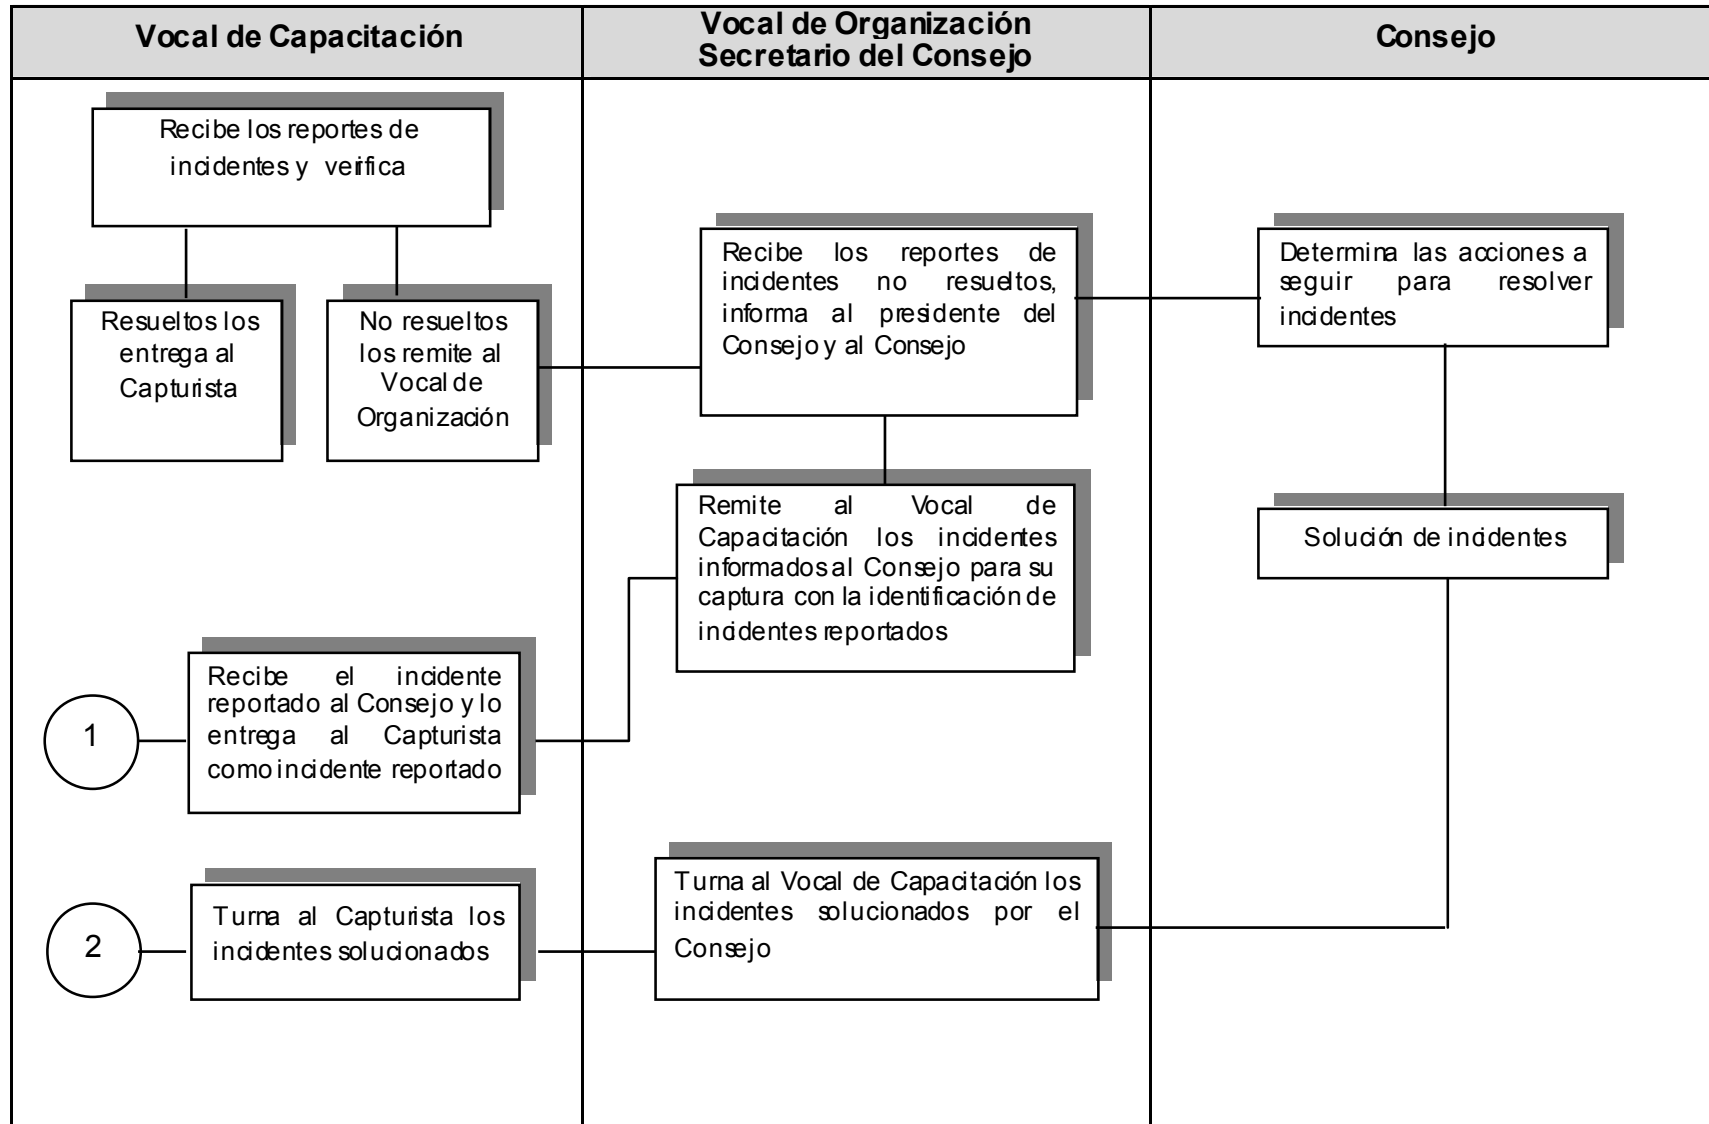 Vocal de Capacitación
Vocal de Organización
Secretario del Consejo
Consejo
Recibe los reportes de
incidentes y verifica
Resueltos los
entrega al
Capturista
No resueltos
los remite al
Vocal de
Organización
Recibe los reportes de
incidentes no resueltos,
informa al presidente del
Consejo y al Consejo
Determina las acciones a
seguir para resolver
incidentes
Remite al Vocal de
Capacitación los incidentes
informados al Consejo para su
captura con la identificación de
incidentes reportados
Solución de incidentes
1
Recibe el incidente
reportado al Consejo y lo
entrega al Capturista
como incidente reportado
2
Turna al Capturista los
incidentes solucionados
Turna al Vocal de Capacitación los
incidentes solucionados por el
Consejo